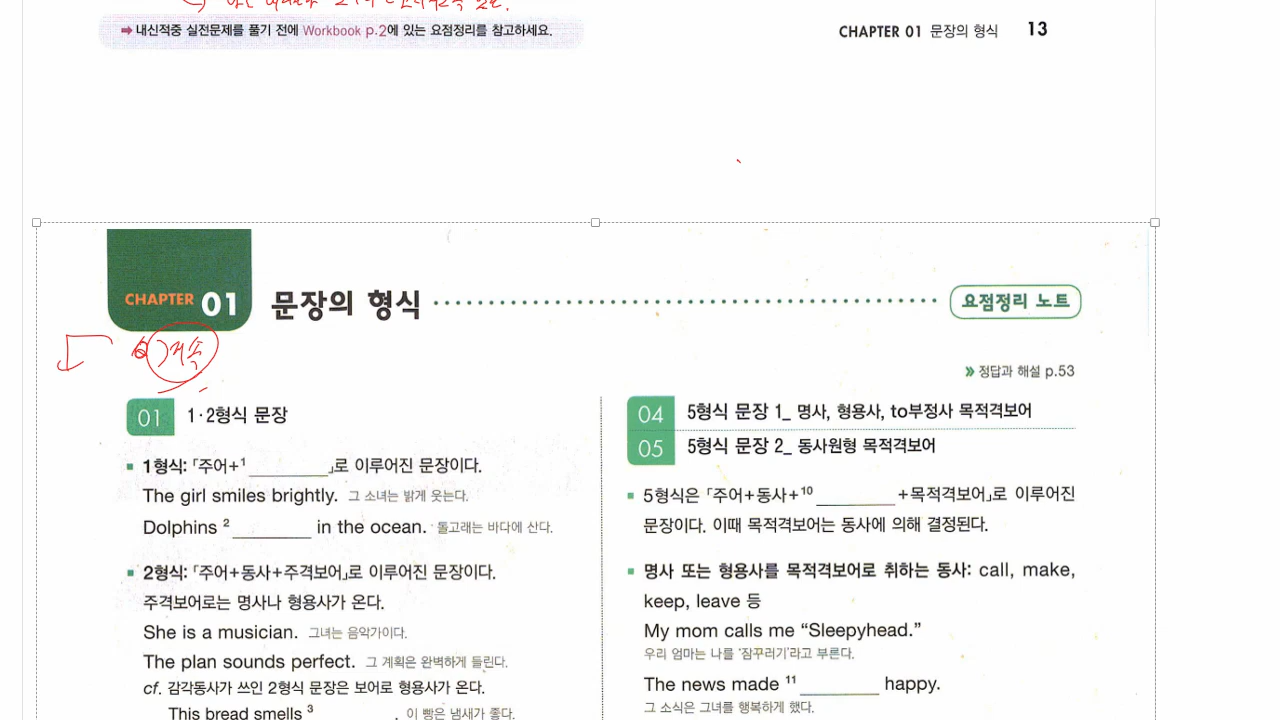 ➡ 내신적중 실전문제를 풀기 전에 Workbook p.2에 있는 요점정리를 참고하세요.
CHAPTER 01 문장의 형식 13
CHAPTER 01 문장의 형식
요점정리 노트
계속
» 정답과 해설 p.53
01 1·2형식 문장
■ 1형식: 「주어+1 ________」로 이루어진 문장이다.
The girl smiles brightly. 그 소녀는 밝게 웃는다.
Dolphins 2 ________ in the ocean. 돌고래는 바다에 산다.
■ 2형식: 「주어+동사+주격보어」로 이루어진 문장이다.
주격보어로는 명사나 형용사가 온다.
She is a musician. 그녀는 음악가이다.
The plan sounds perfect. 그 계획은 완벽하게 들린다.
cf. 감각동사가 쓰인 2형식 문장은 보어로 형용사가 온다.
This bread smells 3 ________. 이 빵은 냄새가 좋다.
04 5형식 문장 1_ 명사, 형용사, to부정사 목적격보어
05 5형식 문장 2_ 동사원형 목적격보어
■ 5형식은 「주어+동사+10 ________+목적격보어」로 이루어진
문장이다. 이때 목적격보어는 동사에 의해 결정된다.
■ 명사 또는 형용사를 목적격보어로 취하는 동사: call, make,
keep, leave 등
My mom calls me “Sleepyhead.”
우리 엄마는 나를 ‘잠꾸러기’라고 부른다.
The news made 11 ________ happy.
그 소식은 그녀를 행복하게 했다.